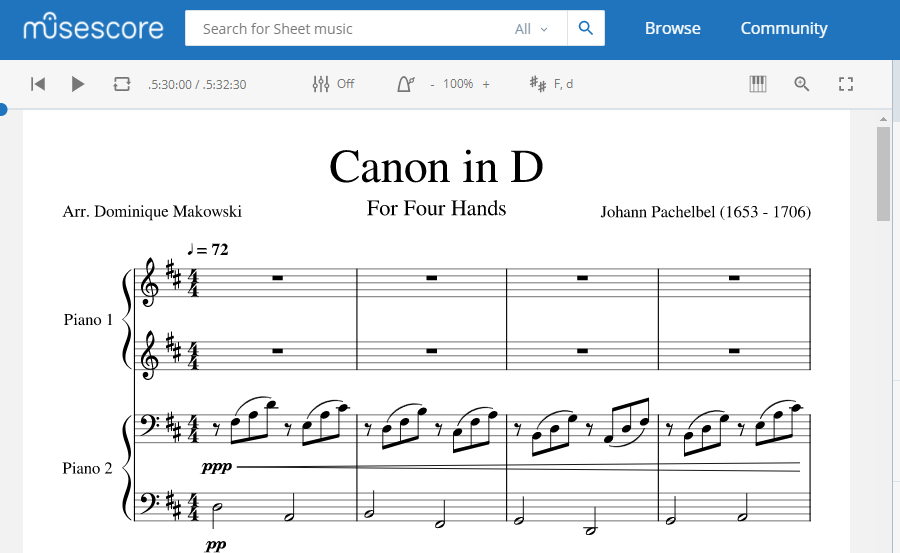 musescore Search for Sheet music All Browse Community
.5:30:00 / .5:32:30 Off - 100% + F, d
Canon in D
For Four Hands
Arr. Dominique Makowski Johann Pachelbel (1653 - 1706)
♩ = 72
Piano 1
ppp
Piano 2
pp